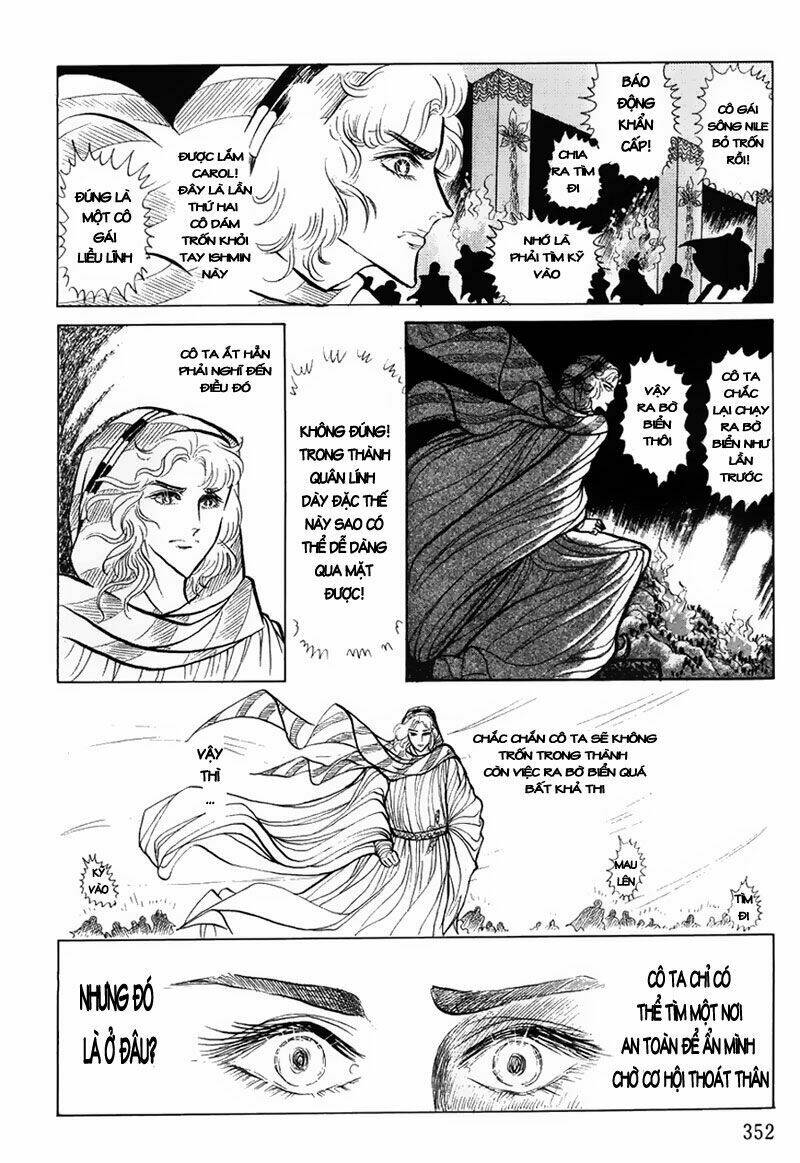 CÔ GÁI
SÔNG NILE
BỎ TRỐN
RỒI!
BÁO
ĐỘNG
KHẨN
CẤP!
CHIA
RA TÌM
ĐI
NHỚ LÀ
PHẢI TÌM KỸ
VÀO
ĐƯỢC LẮM
CAROL!
ĐÂY LÀ LẦN
THỨ HAI
CÔ DÁM
TRỐN KHỎI
TAY ISHMIN
NÀY
ĐÚNG LÀ
MỘT CÔ
GÁI
LIỀU LĨNH
CÔ TA
CHẮC
LẠI CHẠY
RA BỜ
BIỂN NHƯ
LẦN
TRƯỚC
VẬY
RA BỜ
BIỂN
THÔI
KHÔNG ĐÚNG!
TRONG THÀNH
QUÂN LÍNH
DÀY ĐẶC THẾ
NÀY SAO CÓ
THỂ DỄ DÀNG
QUA MẶT
ĐƯỢC!
CÔ TA ẮT HẲN
PHẢI NGHĨ ĐẾN
ĐIỀU ĐÓ
CHẮC CHẮN CÔ TA SẼ KHÔNG
TRỐN TRONG THÀNH
CÒN VIỆC RA BỜ BIỂN QUÁ
BẤT KHẢ THI
VẬY
THÌ
...
TÌM
ĐI
MAU
LÊN
KỸ
VÀO
CÔ TA CHỈ CÓ
THỂ TÌM MỘT NƠI
AN TOÀN ĐỂ ẨN MÌNH
CHỜ CƠ HỘI THOÁT THÂN
NHƯNG ĐÓ
LÀ Ở ĐÂU?
352